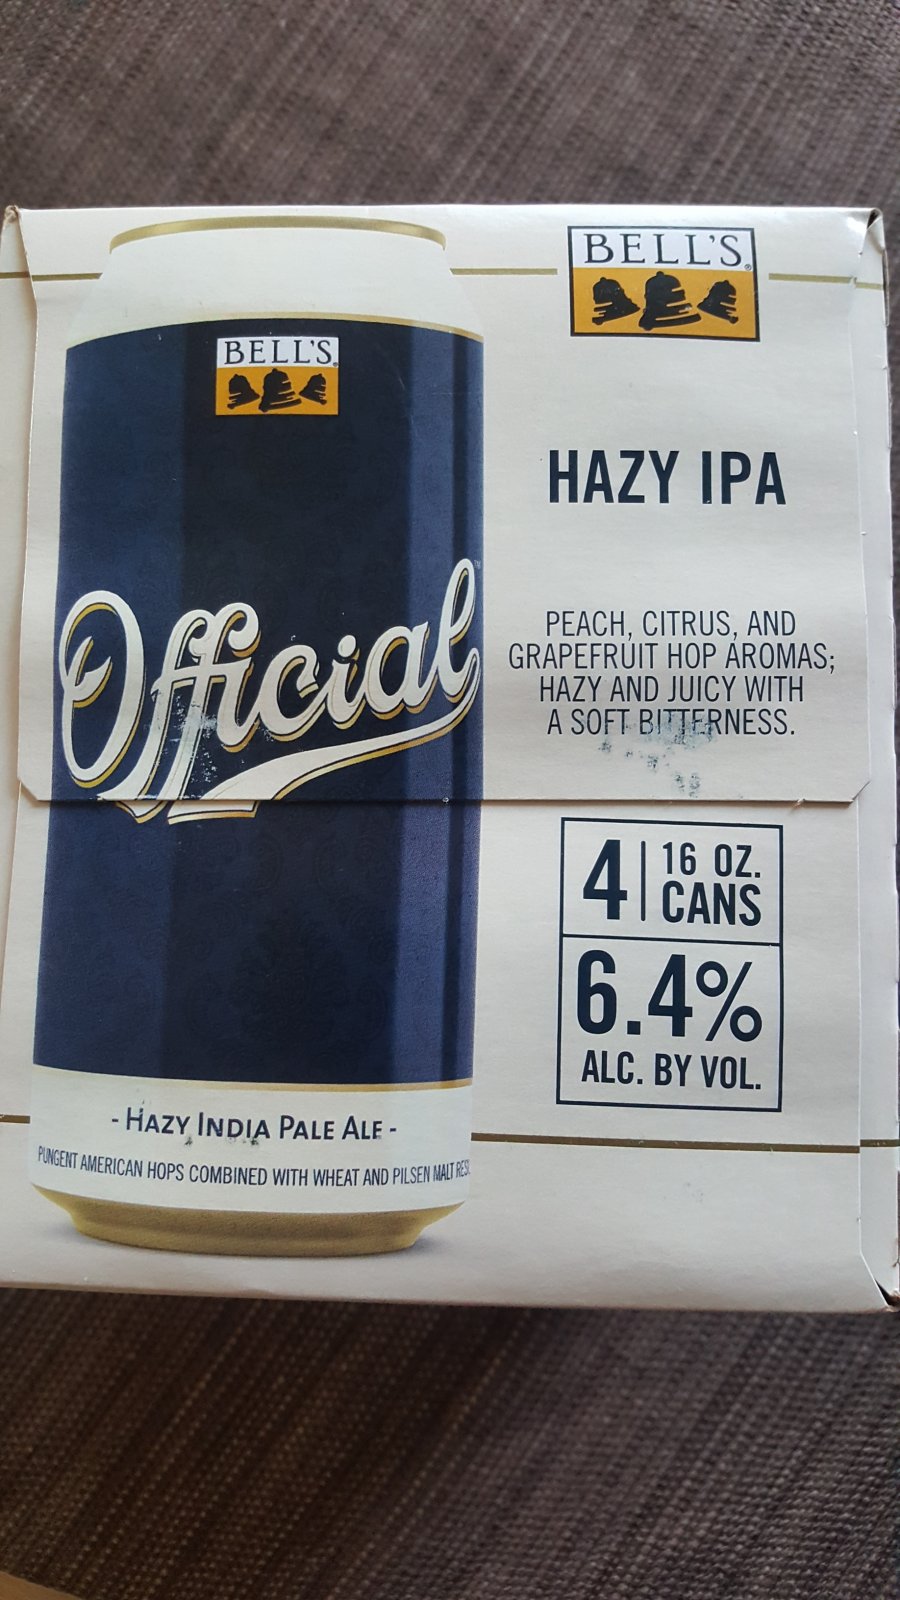 BELL'S
BELL'S
HAZY IPA
Official
PEACH, CITRUS, AND
GRAPEFRUIT HOP AROMAS;
HAZY AND JUICY WITH
A SOFT BITTERNESS.
4 | 16 OZ.
CANS
6.4%
ALC. BY VOL.
- HAZY INDIA PALE ALE -
PUNGENT AMERICAN HOPS COMBINED WITH WHEAT AND PILSEN MALT